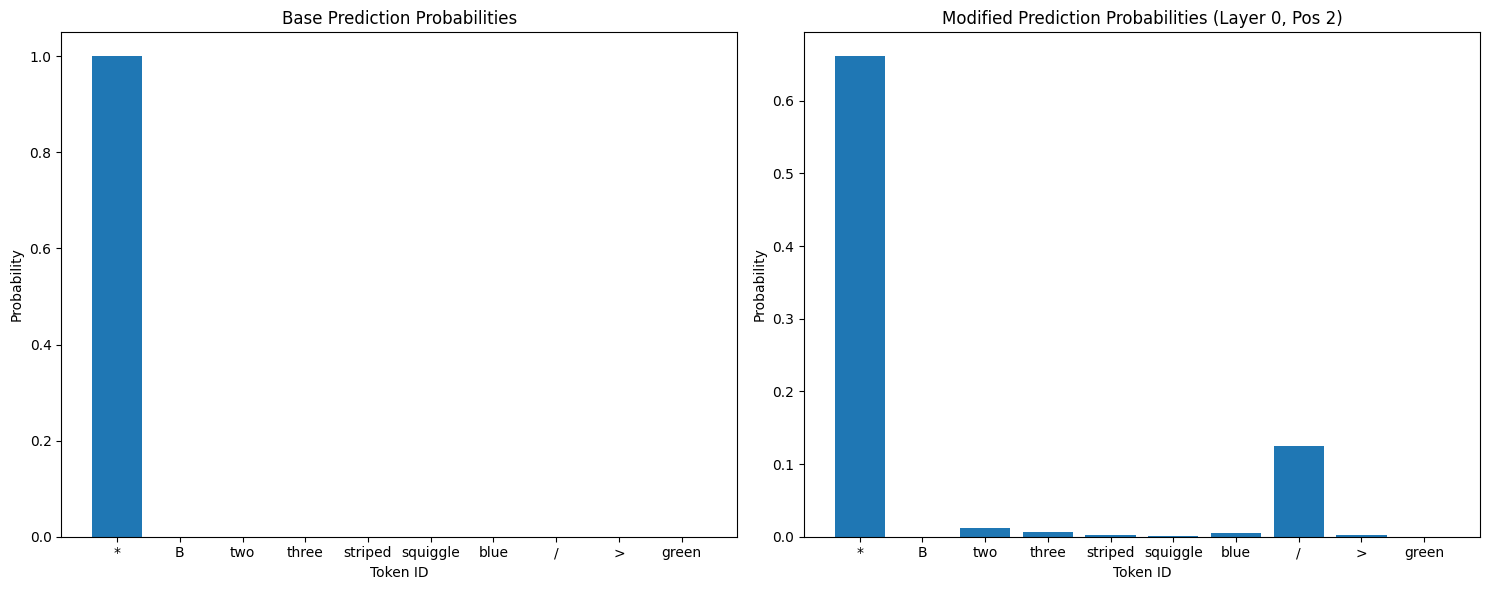 Base Prediction Probabilities
Probability
1.0
0.8
0.6
0.4
0.2
0.0
* B two three striped squiggle blue / > green
Token ID
Modified Prediction Probabilities (Layer 0, Pos 2)
Probability
0.6
0.5
0.4
0.3
0.2
0.1
0.0
* B two three striped squiggle blue / > green
Token ID